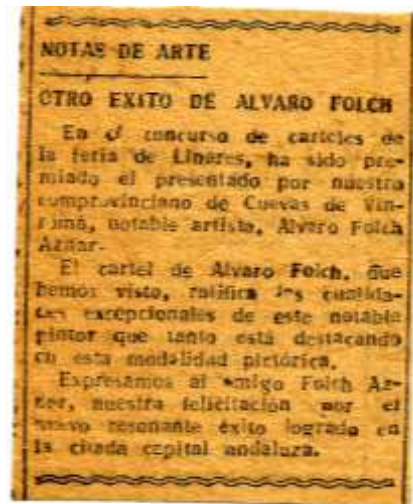 NOTAS DE ARTE
OTRO EXITO DE ALVARO FOLCH
En el concurso de carteles de
la feria de Linares, ha sido pre-
miado el presentado por nuestro
comprovinciano de Cuevas de Vin-
romá, notable artista, Alvaro Folch
Aznar.
El cartel de Alvaro Folch, que
hemos visto, ratifica las cualida-
des excepcionales de este notable
pintor que tanto está destacando
en esta modalidad pictórica.
Expresamos al amigo Folch Az-
nar, nuestra felicitación por el
nuevo resonante éxito logrado en
la citada capital andaluza.